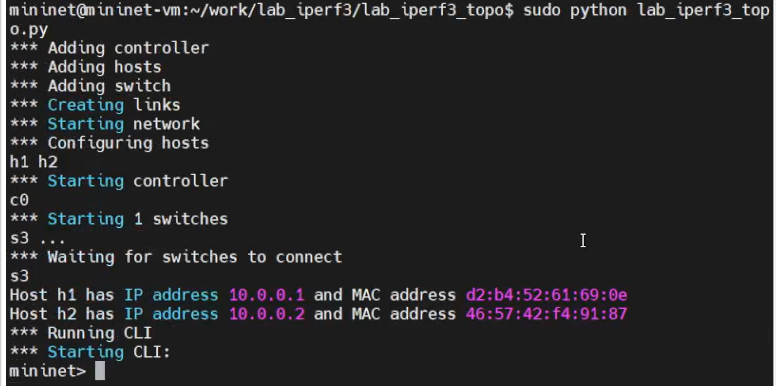 mininet@mininet-vm:~/work/lab_iperf3/lab_iperf3_topo$ sudo python lab_iperf3_top
o.py
*** Adding controller
*** Adding hosts
*** Adding switch
*** Creating links
*** Starting network
*** Configuring hosts
h1 h2
*** Starting controller
c0
*** Starting 1 switches
s3 ...
*** Waiting for switches to connect
s3
Host h1 has IP address 10.0.0.1 and MAC address d2:b4:52:61:69:0e
Host h2 has IP address 10.0.0.2 and MAC address 46:57:42:f4:91:87
*** Running CLI
*** Starting CLI:
mininet>